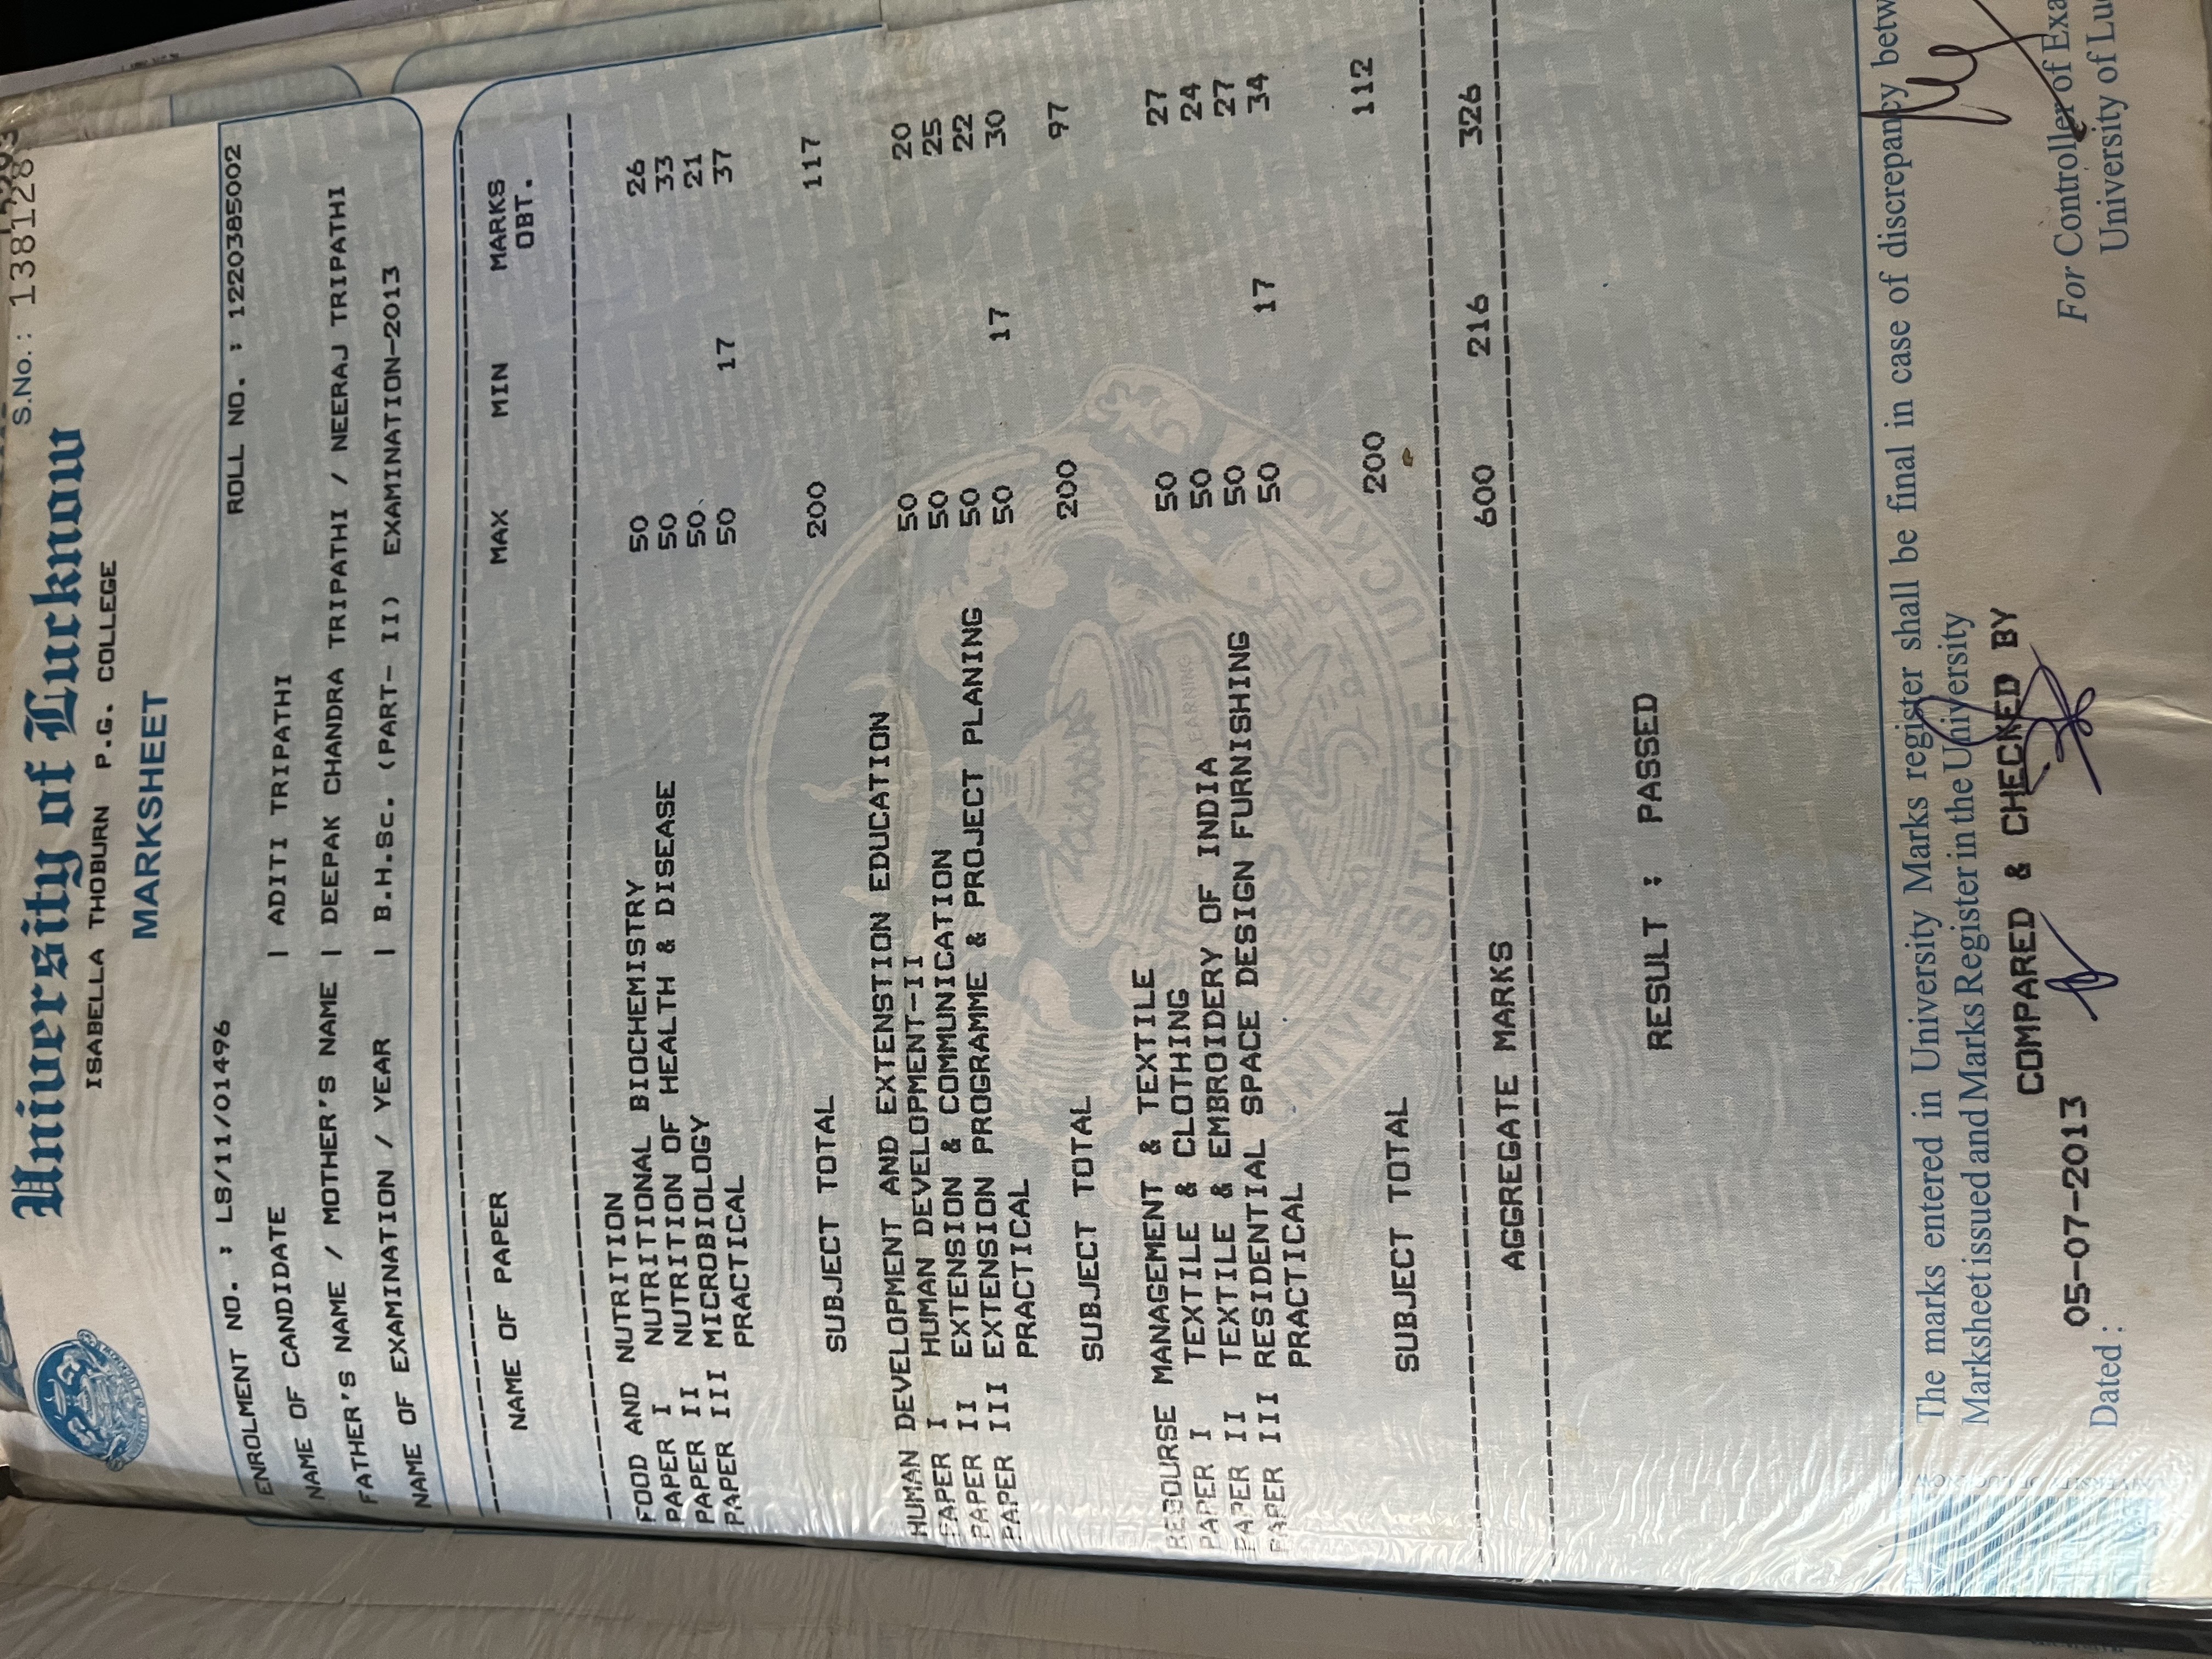 S.No.: 138128
University of Lucknow
ISABELLA THOBURN P.G. COLLEGE
MARKSHEET
ENROLMENT NO. : LS/11/01496 ROLL NO. : 1220385002
NAME OF CANDIDATE | ADITI TRIPATHI
FATHER'S NAME / MOTHER'S NAME | DEEPAK CHANDRA TRIPATHI / NEERAJ TRIPATHI
NAME OF EXAMINATION / YEAR | B.H.Sc. (PART- II) EXAMINATION-2013
NAME OF PAPER MAX MIN MARKS
OBT.
FOOD AND NUTRITION
PAPER I NUTRITIONAL BIOCHEMISTRY 50 26
PAPER II NUTRITION OF HEALTH & DISEASE 50 33
PAPER III MICROBIOLOGY 50 21
PRACTICAL 50 17 37
SUBJECT TOTAL 200 117
HUMAN DEVELOPMENT AND EXTENSTION EDUCATION
PAPER I HUMAN DEVELOPMENT-II 50 20
PAPER II EXTENSION & COMMUNICATION 50 25
PAPER III EXTENSION PROGRAMME & PROJECT PLANING 50 22
PRACTICAL 50 17 30
SUBJECT TOTAL 200 97
RESOURSE MANAGEMENT & TEXTILE
PAPER I TEXTILE & CLOTHING 50 27
PAPER II TEXTILE & EMBROIDERY OF INDIA 50 24
PAPER III RESIDENTIAL SPACE DESIGN FURNISHING 50 27
PRACTICAL 50 17 34
SUBJECT TOTAL 200 112
AGGREGATE MARKS 600 216 326
RESULT : PASSED
The marks entered in University Marks register shall be final in case of discrepancy betw
Marksheet issued and Marks Register in the University
COMPARED & CHECKED BY
Dated : 05-07-2013
For Controller of Exa
University of Luc
UNIVERSITY OF LUCKNOW
LEARNING